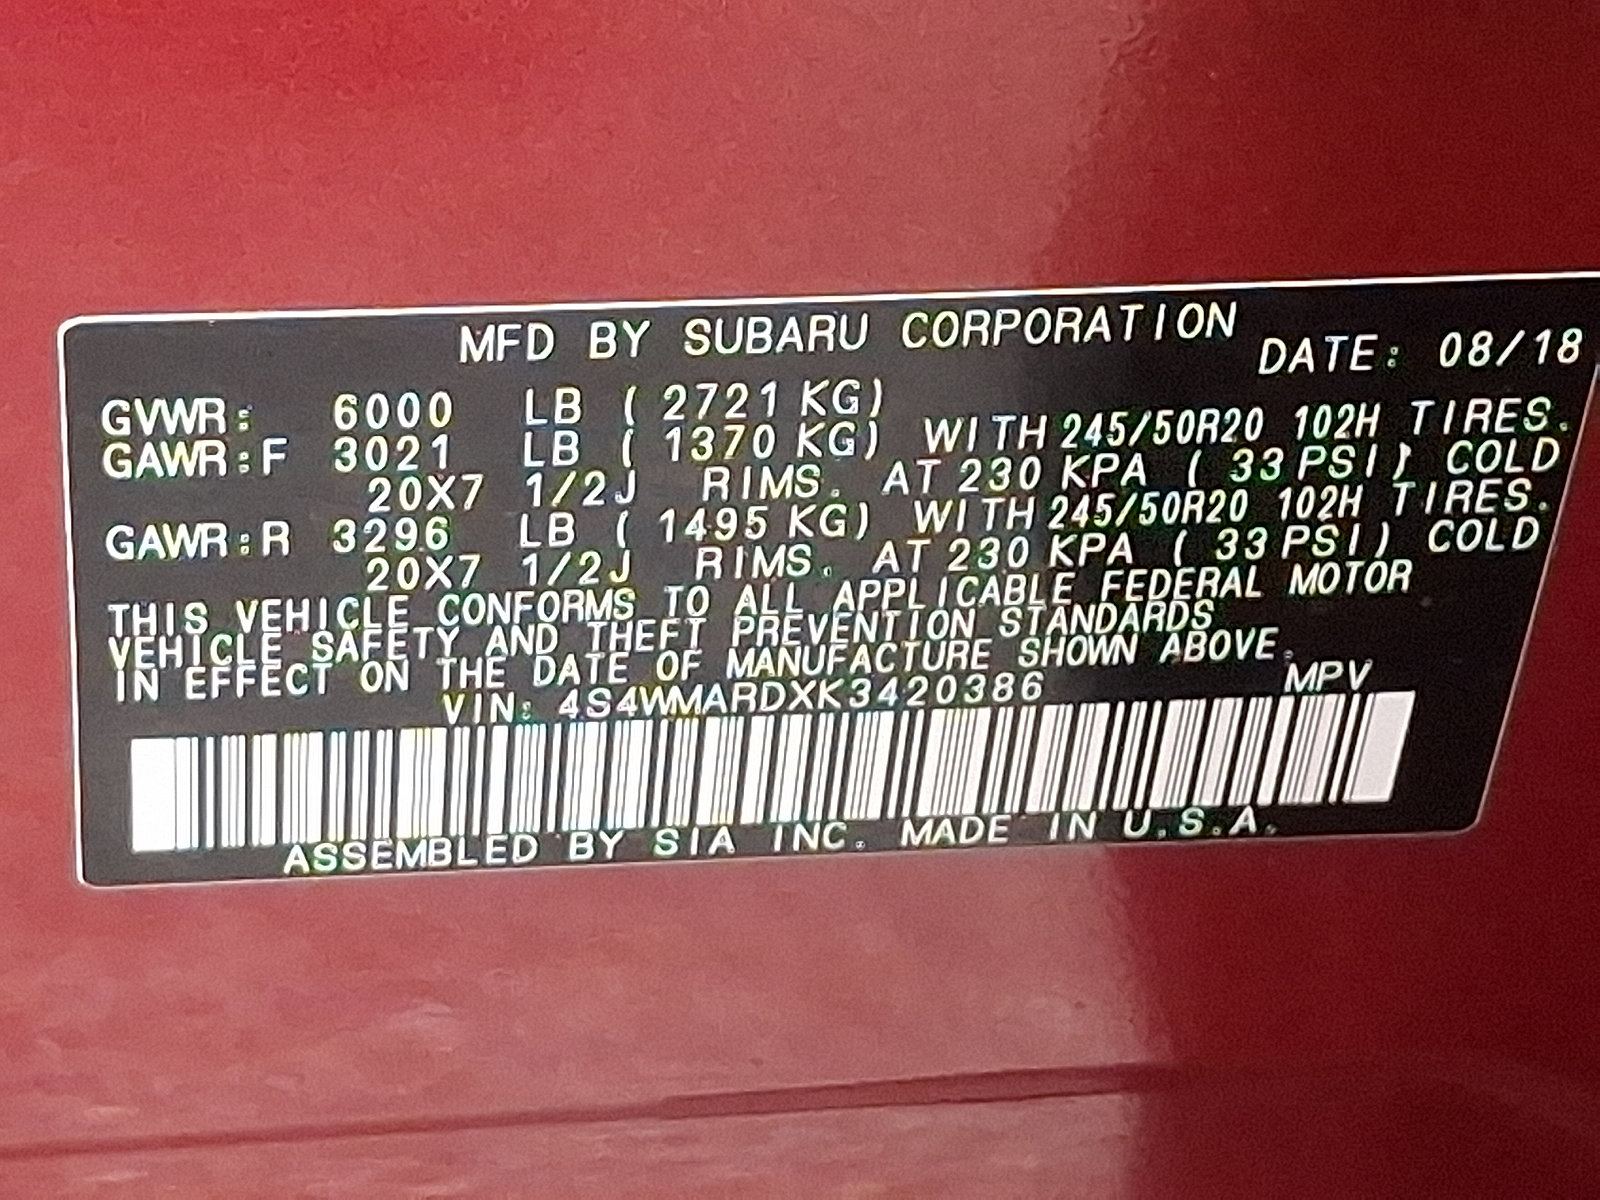 MFD BY SUBARU CORPORATION
DATE: 08/18
GVWR: 6000 LB ( 2721 KG)
GAWR:F 3021 LB ( 1370 KG) WITH 245/50R20 102H TIRES.
20X7 1/2J RIMS. AT 230 KPA ( 33 PSI) COLD
GAWR:R 3296 LB ( 1495 KG) WITH 245/50R20 102H TIRES.
20X7 1/2J RIMS. AT 230 KPA ( 33 PSI) COLD
THIS VEHICLE CONFORMS TO ALL APPLICABLE FEDERAL MOTOR
VEHICLE SAFETY AND THEFT PREVENTION STANDARDS
IN EFFECT ON THE DATE OF MANUFACTURE SHOWN ABOVE.
VIN: 4S4WMARDXK3420386 MPV
ASSEMBLED BY SIA INC. MADE IN U.S.A.